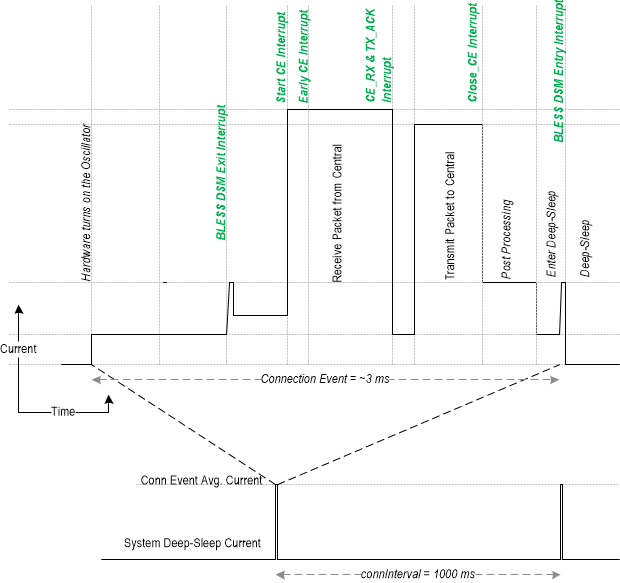 Hardware turns on the Oscillator
BLESS DSM Exit Interrupt
Start CE Interrupt
Early CE Interrupt
Receive Packet from Central
CE_RX & TX_ACK
Interrupt
Transmit Packet to Central
Close_CE Interrupt
Post Processing
Enter Deep-Sleep
BLESS DSM Entry Interrupt
Deep-Sleep
Current
Time
Connection Event = ~3 ms
Conn Event Avg. Current
System Deep-Sleep Current
connInterval = 1000 ms